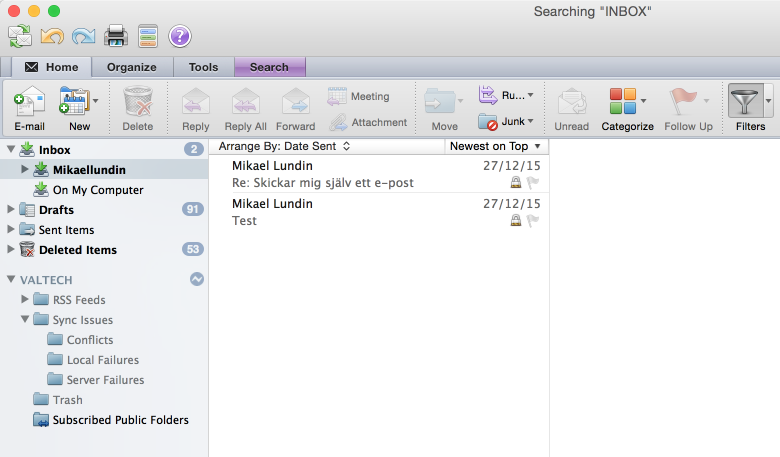 Searching "INBOX"
Home Organize Tools Search
E-mail New Delete Reply Reply All Forward Meeting Attachment Move Ru... Junk Unread Categorize Follow Up Filters
Inbox 2
Mikaellundin
On My Computer
Drafts 91
Sent Items
Deleted Items 53
VALTECH
RSS Feeds
Sync Issues
Conflicts
Local Failures
Server Failures
Trash
Subscribed Public Folders
Arrange By: Date Sent Newest on Top
Mikael Lundin 27/12/15
Re: Skickar mig själv ett e-post
Mikael Lundin 27/12/15
Test